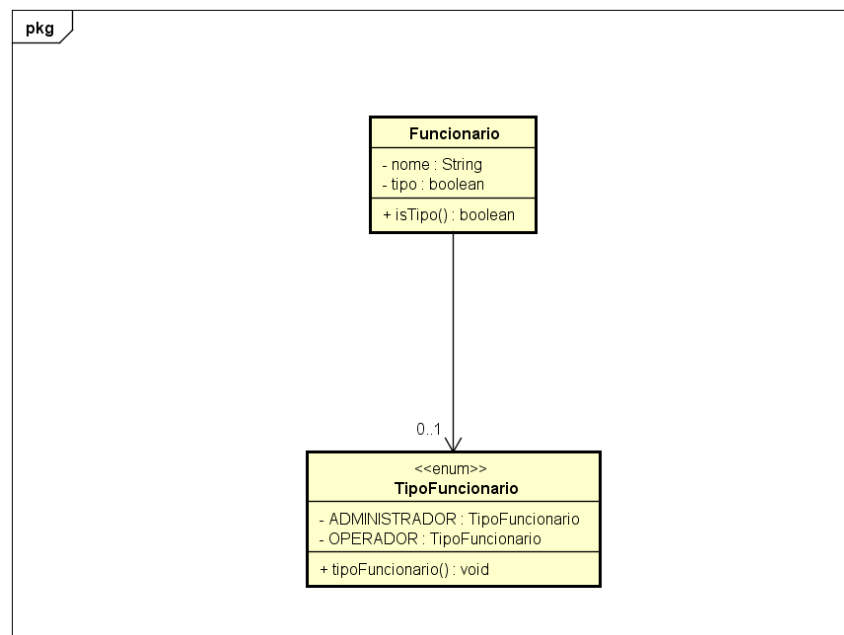 pkg
Funcionario
- nome : String
- tipo : boolean
+ isTipo() : boolean
0..1
<<enum>>
TipoFuncionario
- ADMINISTRADOR : TipoFuncionario
- OPERADOR : TipoFuncionario
+ tipoFuncionario() : void